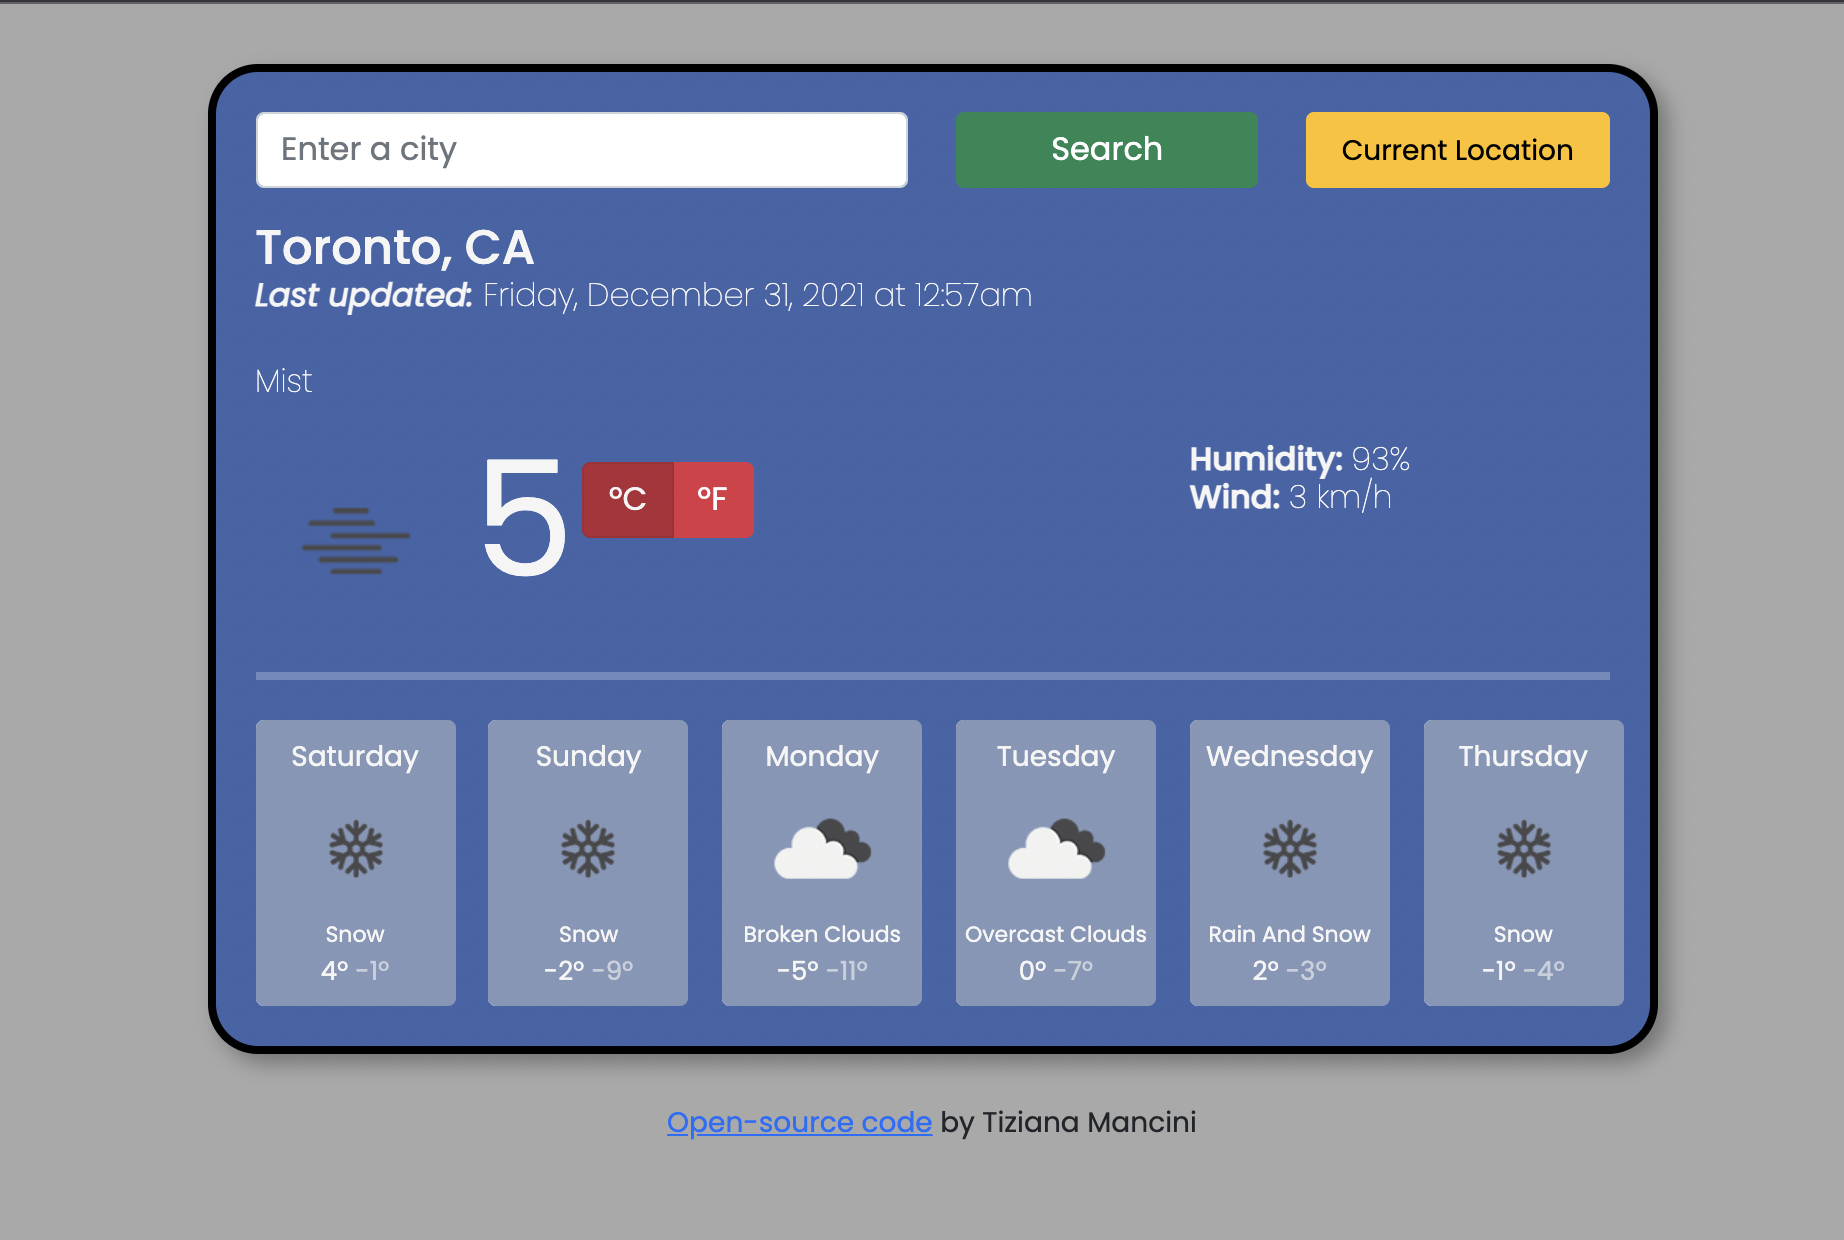 Enter a city
Search
Current Location
Toronto, CA
Last updated: Friday, December 31, 2021 at 12:57am
Mist
5
°C
°F
Humidity: 93%
Wind: 3 km/h
Saturday
Snow
4° -1°
Sunday
Snow
-2° -9°
Monday
Broken Clouds
-5° -11°
Tuesday
Overcast Clouds
0° -7°
Wednesday
Rain And Snow
2° -3°
Thursday
Snow
-1° -4°
Open-source code by Tiziana Mancini